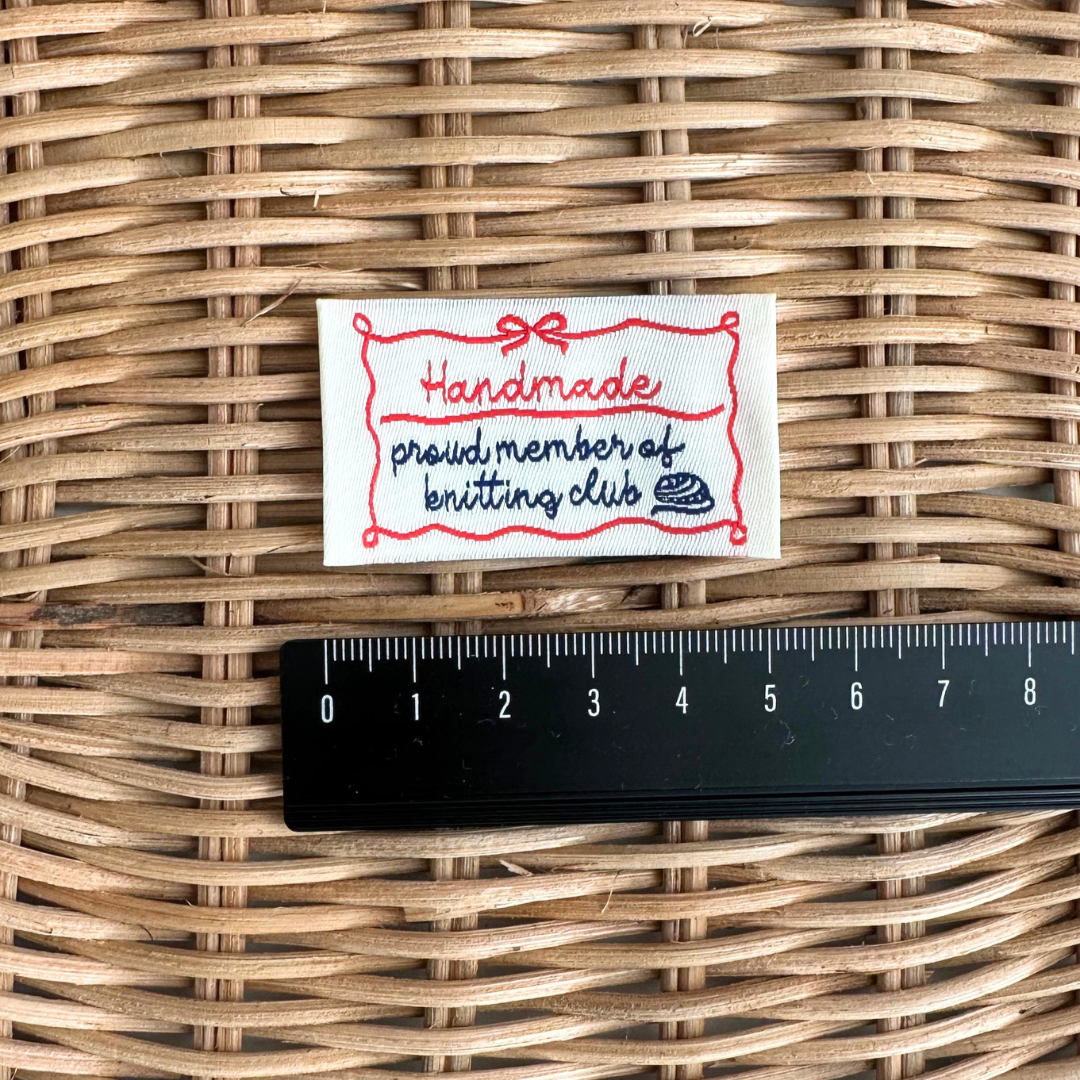 Handmade
proud member of
knitting club
0 1 2 3 4 5 6 7 8